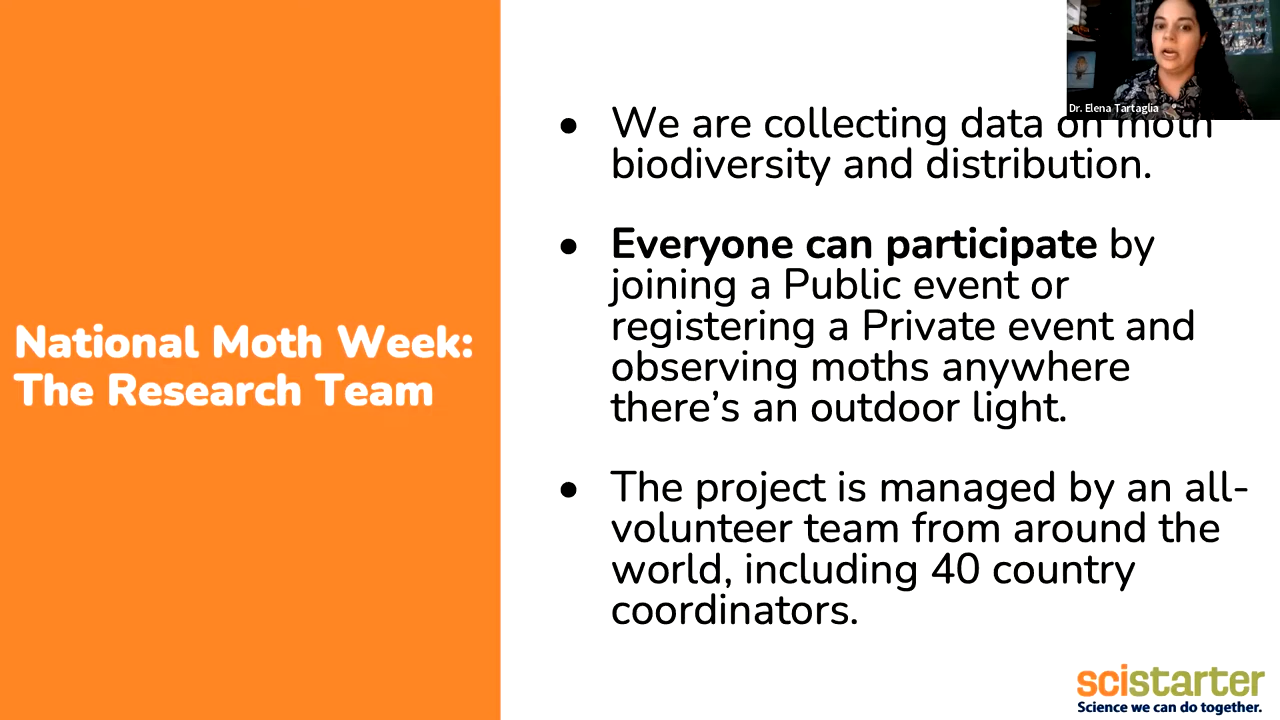 Dr. Elena Tartaglia
National Moth Week:
The Research Team
• We are collecting data on moth
biodiversity and distribution.
• Everyone can participate by
joining a Public event or
registering a Private event and
observing moths anywhere
there’s an outdoor light.
• The project is managed by an all-
volunteer team from around the
world, including 40 country
coordinators.
scistarter
Science we can do together.